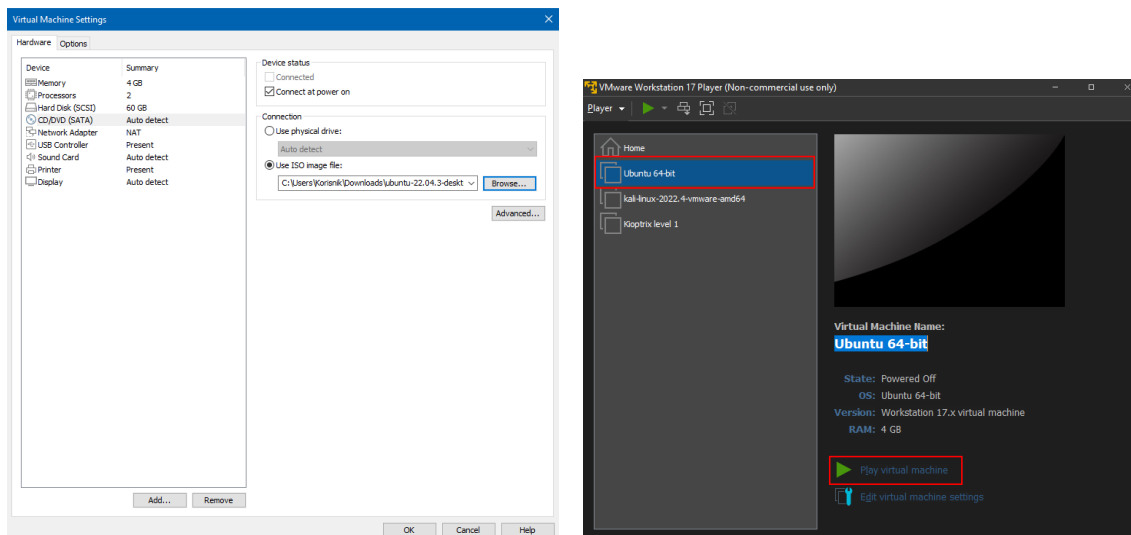 Virtual Machine Settings
Hardware Options
Device Summary
Memory 4 GB
Processors 2
Hard Disk (SCSI) 60 GB
CD/DVD (SATA) Auto detect
Network Adapter NAT
USB Controller Present
Sound Card Auto detect
Printer Present
Display Auto detect
Add... Remove
Device status
Connected
Connect at power on
Connection
Use physical drive:
Auto detect
Use ISO image file:
C:\Users\Korisnik\Downloads\ubuntu-22.04.3-deskt Browse...
Advanced...
OK Cancel Help
VMware Workstation 17 Player (Non-commercial use only)
Player
Home
Ubuntu 64-bit
kali-linux-2022.4-vmware-amd64
Kioptrix level 1
Virtual Machine Name:
Ubuntu 64-bit
State: Powered Off
OS: Ubuntu 64-bit
Version: Workstation 17.x virtual machine
RAM: 4 GB
Play virtual machine
Edit virtual machine settings